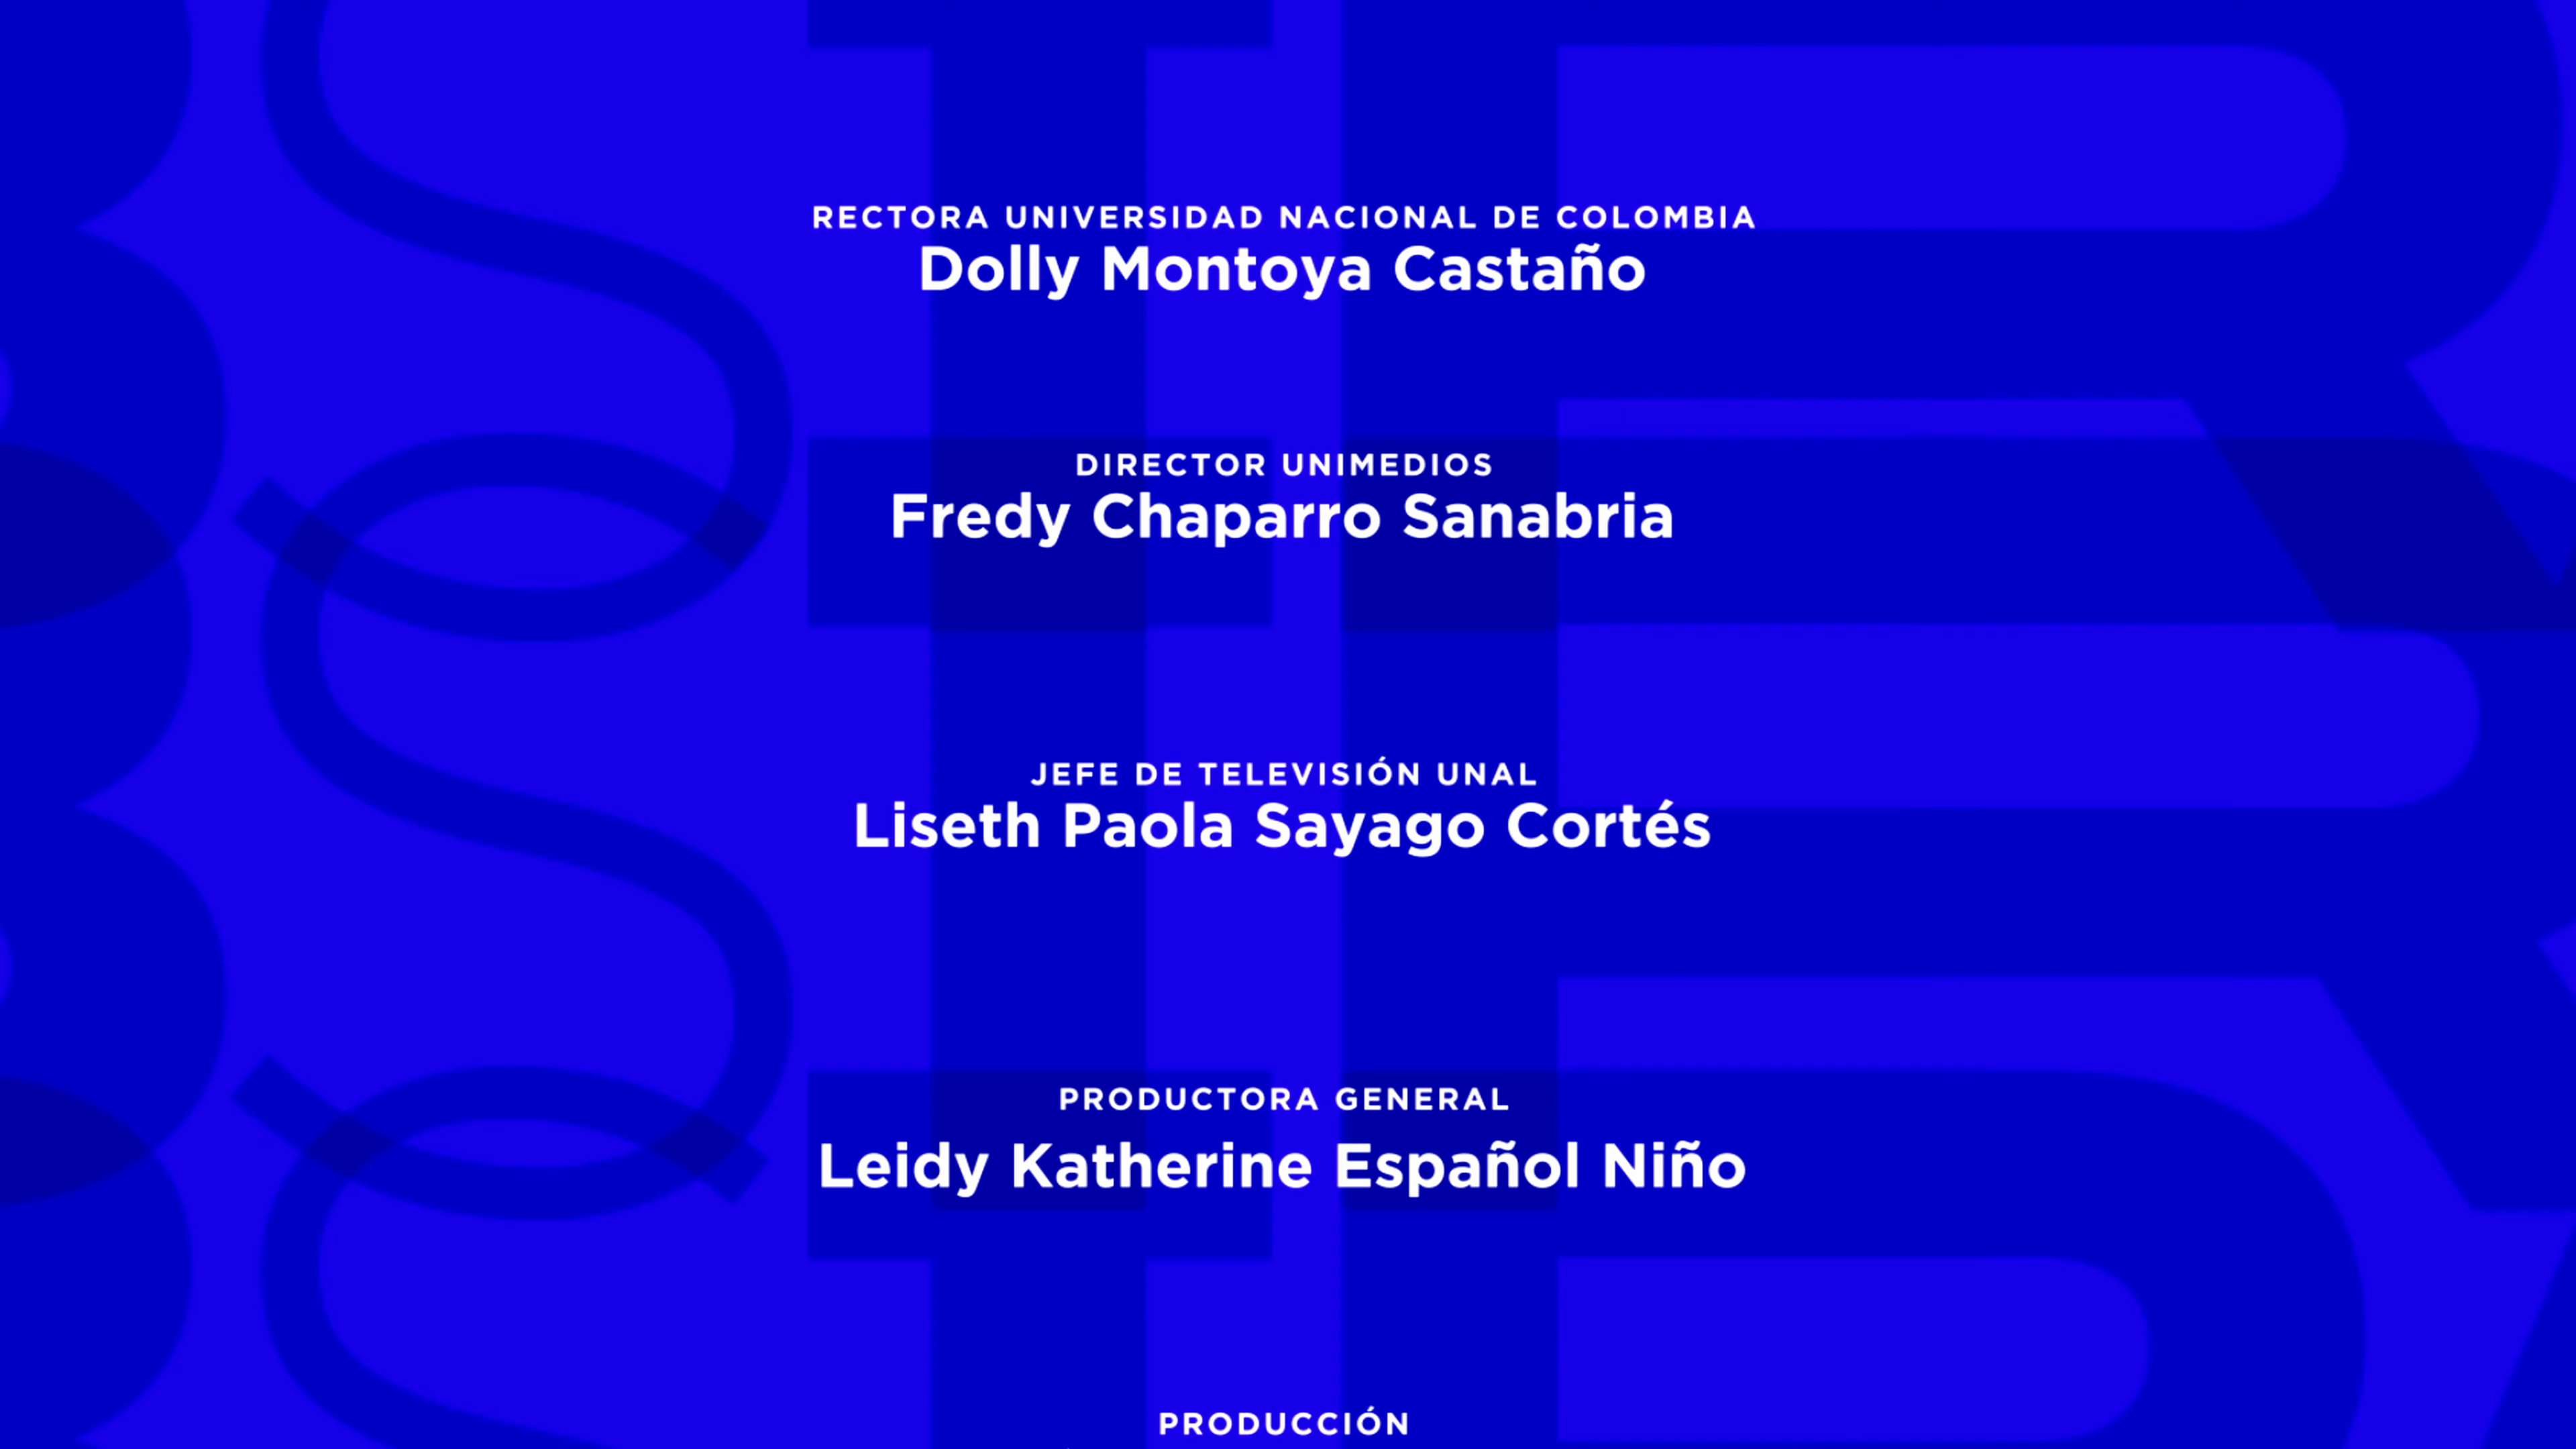 RECTORA UNIVERSIDAD NACIONAL DE COLOMBIA
Dolly Montoya Castaño
DIRECTOR UNIMEDIOS
Fredy Chaparro Sanabria
JEFE DE TELEVISIÓN UNAL
Liseth Paola Sayago Cortés
PRODUCTORA GENERAL
Leidy Katherine Español Niño
PRODUCCIÓN